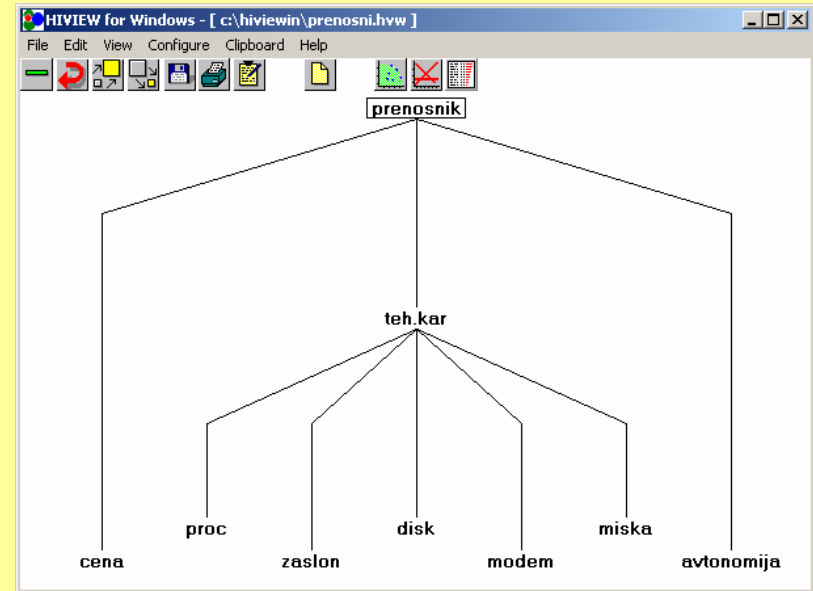 HIVIEW for Windows - [ c:\hiviewin\prenosni.hvw ]
File Edit View Configure Clipboard Help
prenosnik
teh.kar
proc disk miska
cena zaslon modem avtonomija